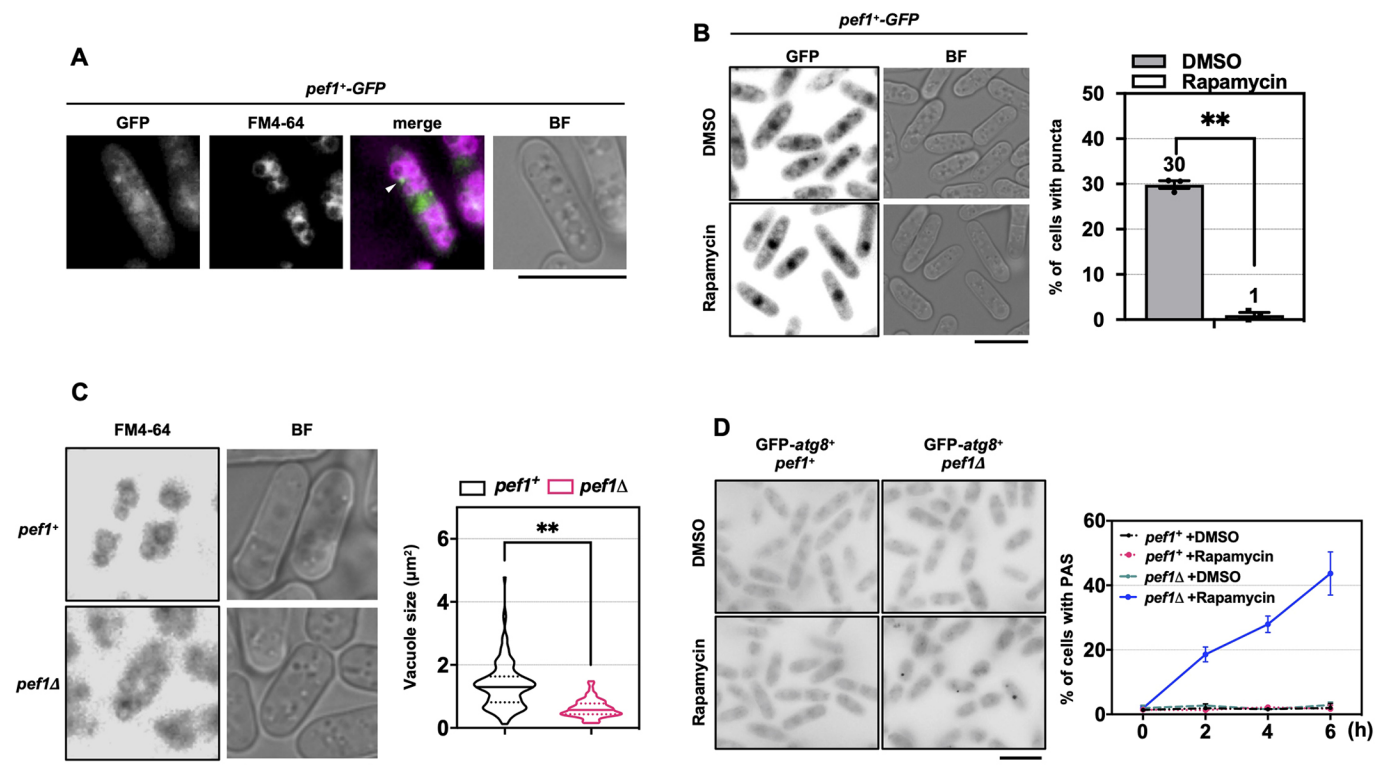 A
pef1⁺-GFP
GFP FM4-64 merge BF
B
pef1⁺-GFP
GFP BF
DMSO
Rapamycin
DMSO
Rapamycin
% of cells with puncta
50
40
30
20
10
0
**
30
1
C
FM4-64 BF
pef1⁺
pef1Δ
pef1⁺ pef1Δ
Vacuole size (μm²)
6
4
2
0
**
D
GFP-atg8⁺
pef1⁺
GFP-atg8⁺
pef1Δ
DMSO
Rapamycin
% of cells with PAS
60
40
20
0
pef1⁺ +DMSO
pef1⁺ +Rapamycin
pef1Δ +DMSO
pef1Δ +Rapamycin
0 2 4 6 (h)